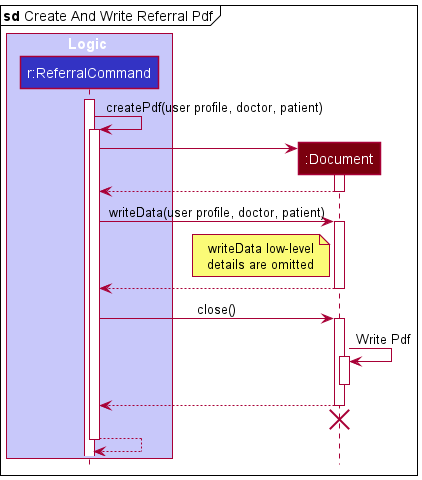 sd Create And Write Referral Pdf
Logic
r:ReferralCommand
createPdf(user profile, doctor, patient)
:Document
writeData(user profile, doctor, patient)
writeData low-level
details are omitted
close()
Write Pdf